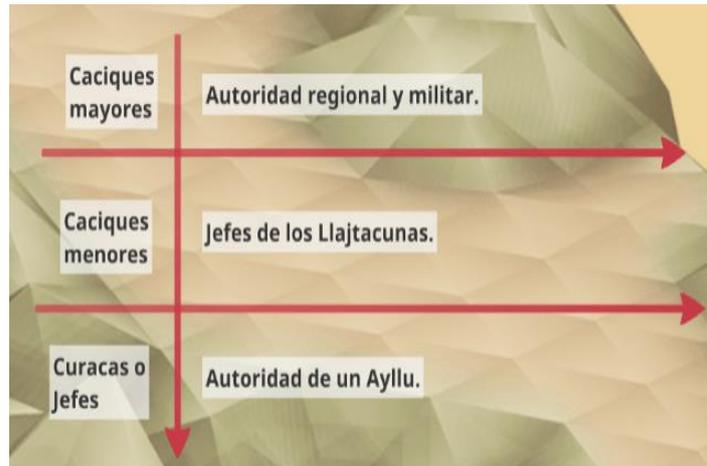 Caciques
mayores
Autoridad regional y militar.
Caciques
menores
Jefes de los Llajtacunas.
Curacas o
Jefes
Autoridad de un Ayllu.